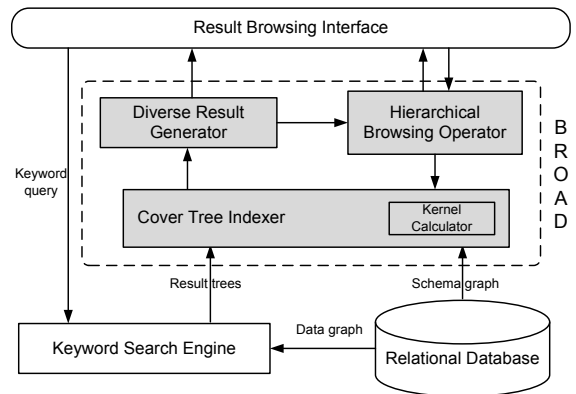 Result Browsing Interface
Diverse Result
Generator
Hierarchical
Browsing Operator
B
R
O
A
D
Keyword
query
Cover Tree Indexer
Kernel
Calculator
Result trees
Schema graph
Keyword Search Engine
Data graph
Relational Database